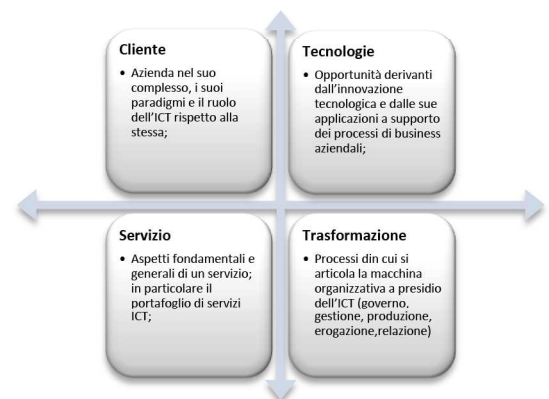 Cliente
• Azienda nel suo
complesso, i suoi
paradigmi e il ruolo
dell'ICT rispetto alla
stessa;
Tecnologie
• Opportunità derivanti
dall'innovazione
tecnologica e dalle sue
applicazioni a supporto
dei processi di business
aziendali;
Servizio
• Aspetti fondamentali e
generali di un servizio;
in particolare il
portafoglio di servizi
ICT;
Trasformazione
• Processi din cui si
articola la macchina
organizzativa a presidio
dell'ICT (governo,
gestione, produzione,
erogazione,relazione)